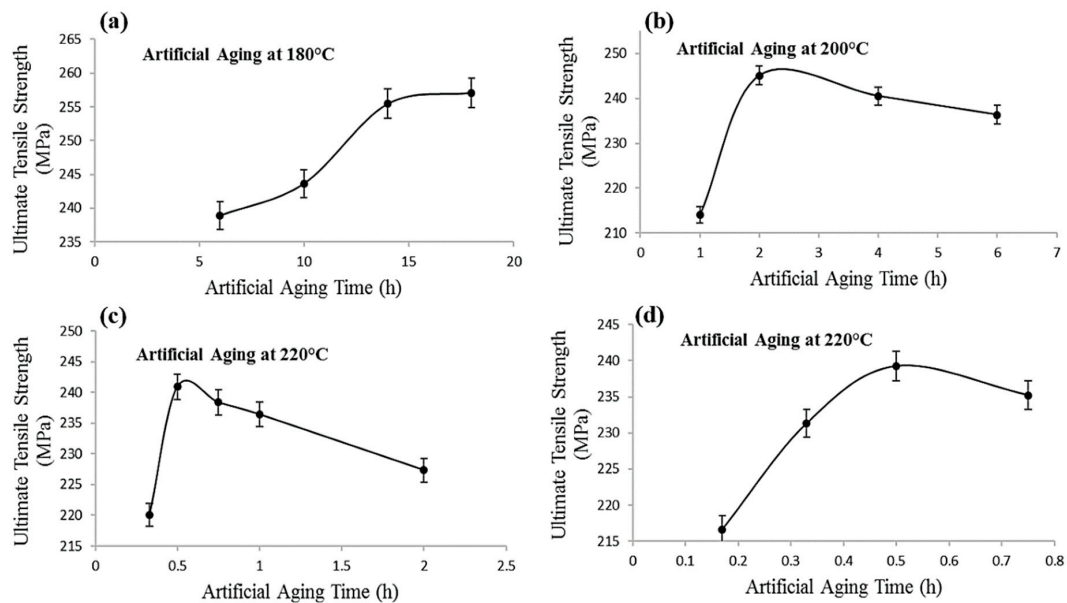 (a)
Artificial Aging at 180°C
Ultimate Tensile Strength
(MPa)
265
260
255
250
245
240
235
0
5
10
15
20
Artificial Aging Time (h)
(b)
Artificial Aging at 200°C
Ultimate Tensile Strength
(MPa)
250
240
230
220
210
0
1
2
3
4
5
6
7
Artificial Aging Time (h)
(c)
Artificial Aging at 220°C
Ultimate Tensile Strength
(MPa)
250
245
240
235
230
225
220
215
0
0.5
1
1.5
2
2.5
Artificial Aging Time (h)
(d)
Artificial Aging at 220°C
Ultimate Tensile Strength
(MPa)
245
240
235
230
225
220
215
0
0.1
0.2
0.3
0.4
0.5
0.6
0.7
0.8
Artificial Aging Time (h)